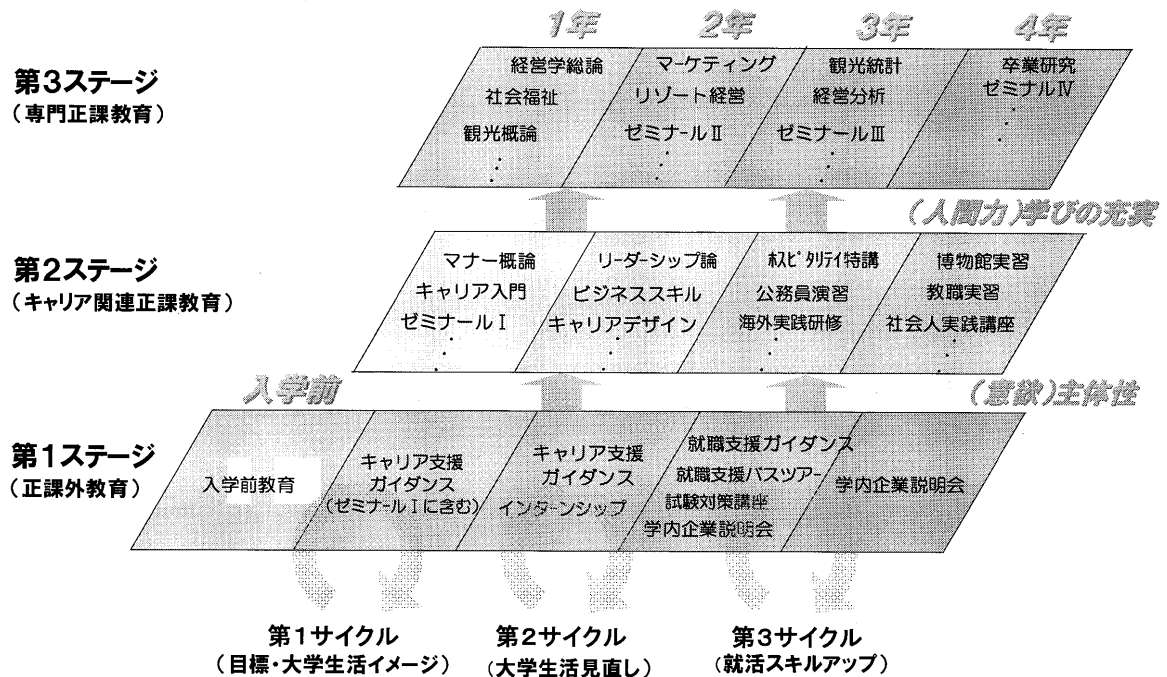 1年
2年
3年
4年
第3ステージ
（専門正課教育）
経営学総論
社会福祉
観光概論
マーケティング
リゾート経営
ゼミナールⅡ
観光統計
経営分析
ゼミナールⅢ
卒業研究
ゼミナルⅣ
（人間力）学びの充実
第2ステージ
（キャリア関連正課教育）
マナー概論
キャリア入門
ゼミナールⅠ
リーダーシップ論
ビジネススキル
キャリアデザイン
ﾎｽﾋﾟﾀﾘﾃｨ特講
公務員演習
海外実践研修
博物館実習
教職実習
社会人実践講座
入学前
（意欲）主体性
第1ステージ
（正課外教育）
入学前教育
キャリア支援
ガイダンス
（ゼミナールⅠに含む）
キャリア支援
ガイダンス
インターンシップ
就職支援ガイダンス
就職支援バスツアー
試験対策講座
学内企業説明会
学内企業説明会
第1サイクル
（目標・大学生活イメージ）
第2サイクル
（大学生活見直し）
第3サイクル
（就活スキルアップ）